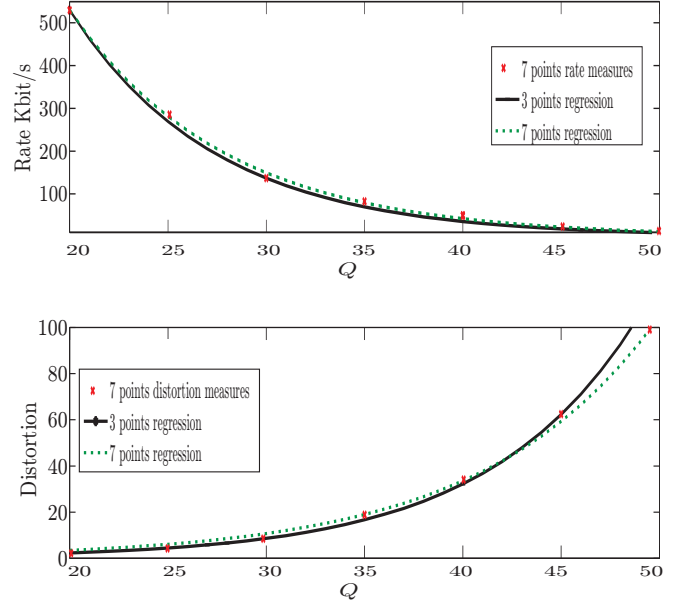 550
500
400
300
200
100
Rate Kbit/s
7 points rate measures
3 points regression
7 points regression
20 25 30 35 40 45 50
Q
100
80
60
40
20
0
Distortion
7 points distortion measures
3 points regression
7 points regression
20 25 30 35 40 45 50
Q